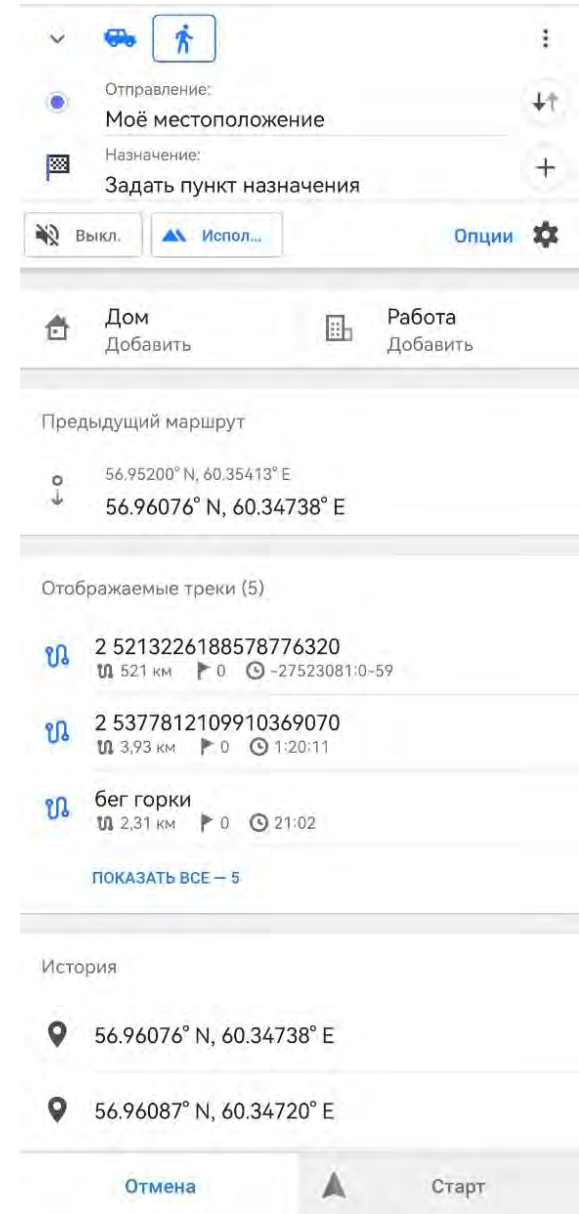 Отправление:
Моё местоположение
Назначение:
Задать пункт назначения
Выкл.
Испол...
Опции
Дом
Добавить
Работа
Добавить
Предыдущий маршрут
56.95200° N, 60.35413° E
56.96076° N, 60.34738° E
Отображаемые треки (5)
2 5213226188578776320
521 км 0 -27523081:0-59
2 5377812109910369070
3,93 км 0 1:20:11
бег горки
2,31 км 0 21:02
ПОКАЗАТЬ ВСЕ — 5
История
56.96076° N, 60.34738° E
56.96087° N, 60.34720° E
Отмена
Старт